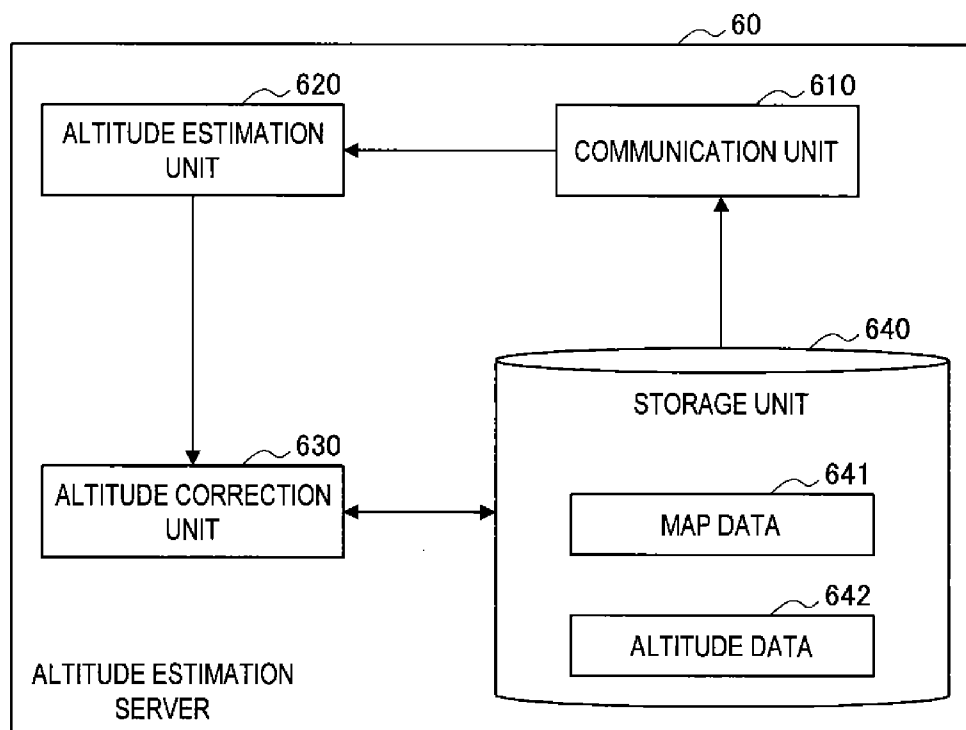 60
620
610
ALTITUDE ESTIMATION
UNIT
COMMUNICATION UNIT
640
STORAGE UNIT
630
ALTITUDE CORRECTION
UNIT
641
MAP DATA
642
ALTITUDE DATA
ALTITUDE ESTIMATION
SERVER